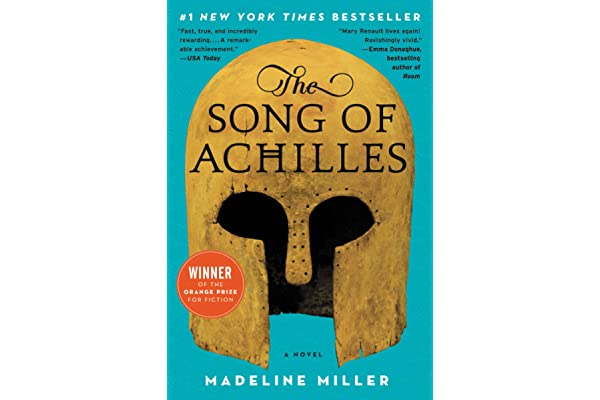 #1 NEW YORK TIMES BESTSELLER
"Fast, true, and incredibly
rewarding. . . . A remark-
able achievement."
—USA Today
"Mary Renault lives again!
Ravishingly vivid."
—Emma Donoghue,
bestselling
author of
Room
The
SONG OF
ACHILLES
WINNER
OF THE
ORANGE PRIZE
FOR FICTION
A NOVEL
MADELINE MILLER